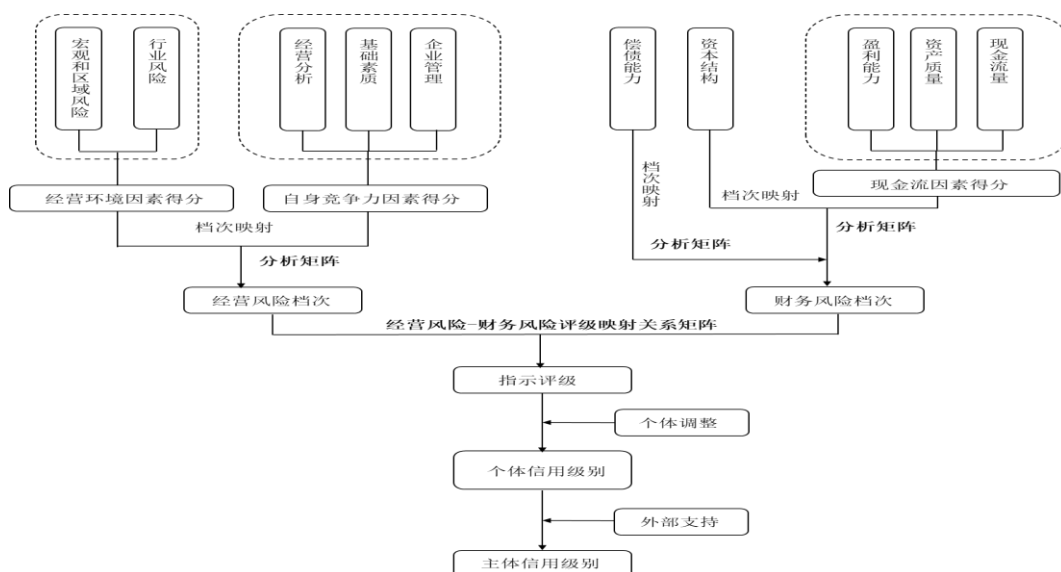 宏观和区域风险
行业风险
经营分析
基础素质
企业管理
偿债能力
资本结构
盈利能力
资产质量
现金流量
经营环境因素得分
自身竞争力因素得分
档次映射
档次映射
现金流因素得分
档次映射
分析矩阵
分析矩阵
分析矩阵
经营风险档次
财务风险档次
经营风险-财务风险评级映射关系矩阵
指示评级
个体调整
个体信用级别
外部支持
主体信用级别